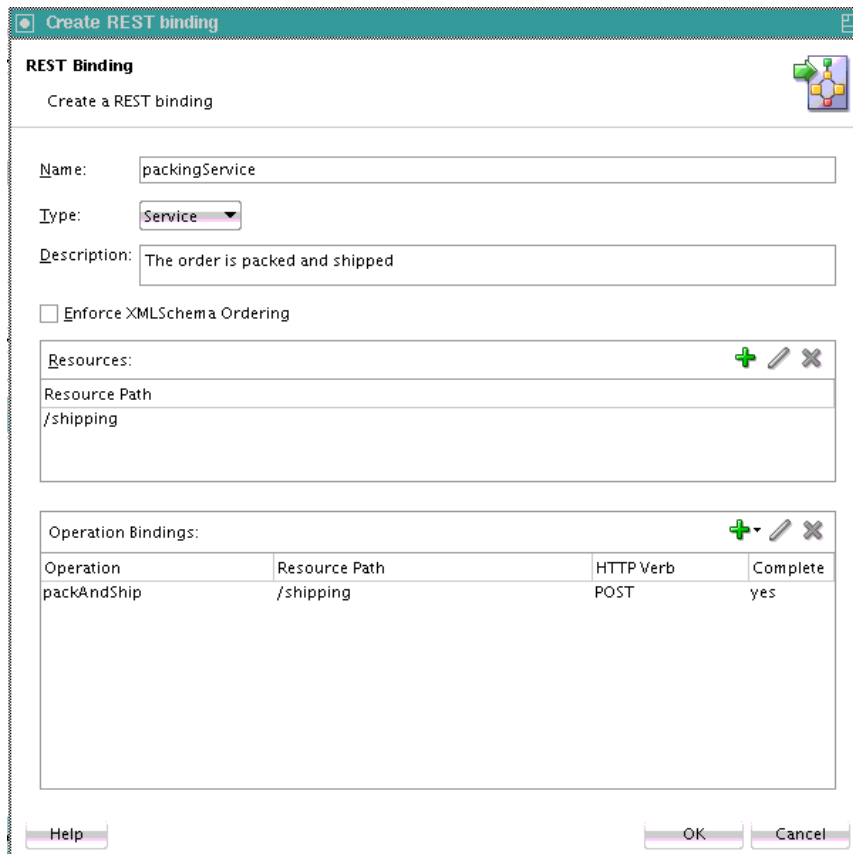 Create REST binding
REST Binding
Create a REST binding
Name: packingService
Type: Service
Description: The order is packed and shipped
Enforce XMLSchema Ordering
Resources:
Resource Path
/shipping
Operation Bindings:
Operation Resource Path HTTP Verb Complete
packAndShip /shipping POST yes
Help OK Cancel